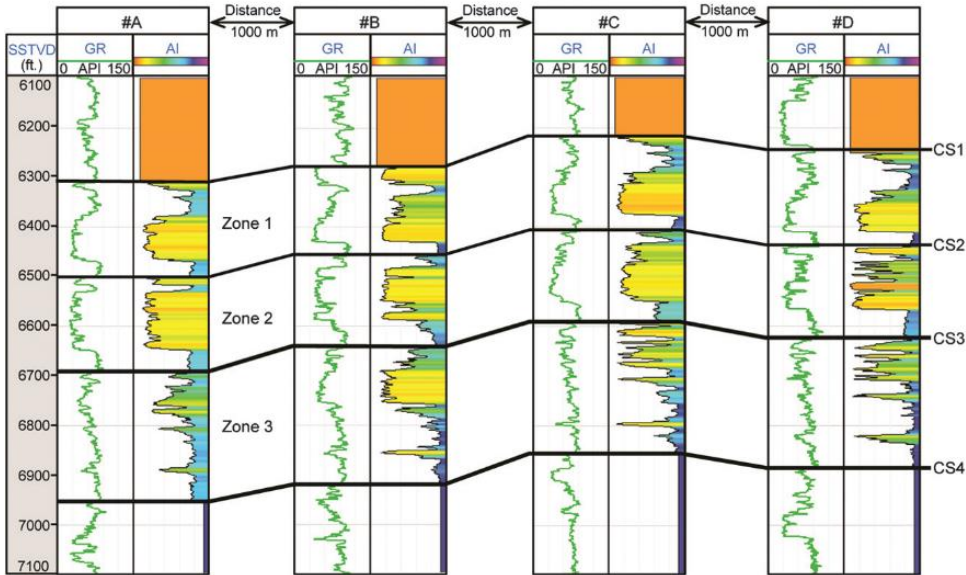 #A Distance 1000 m #B Distance 1000 m #C Distance 1000 m #D
SSTVD (ft.) GR AI GR AI GR AI GR AI
0 API 150 0 API 150 0 API 150 0 API 150
6100
6200
CS1
6300
Zone 1
6400
CS2
6500
Zone 2
6600
CS3
6700
6800
Zone 3
6900
CS4
7000
7100